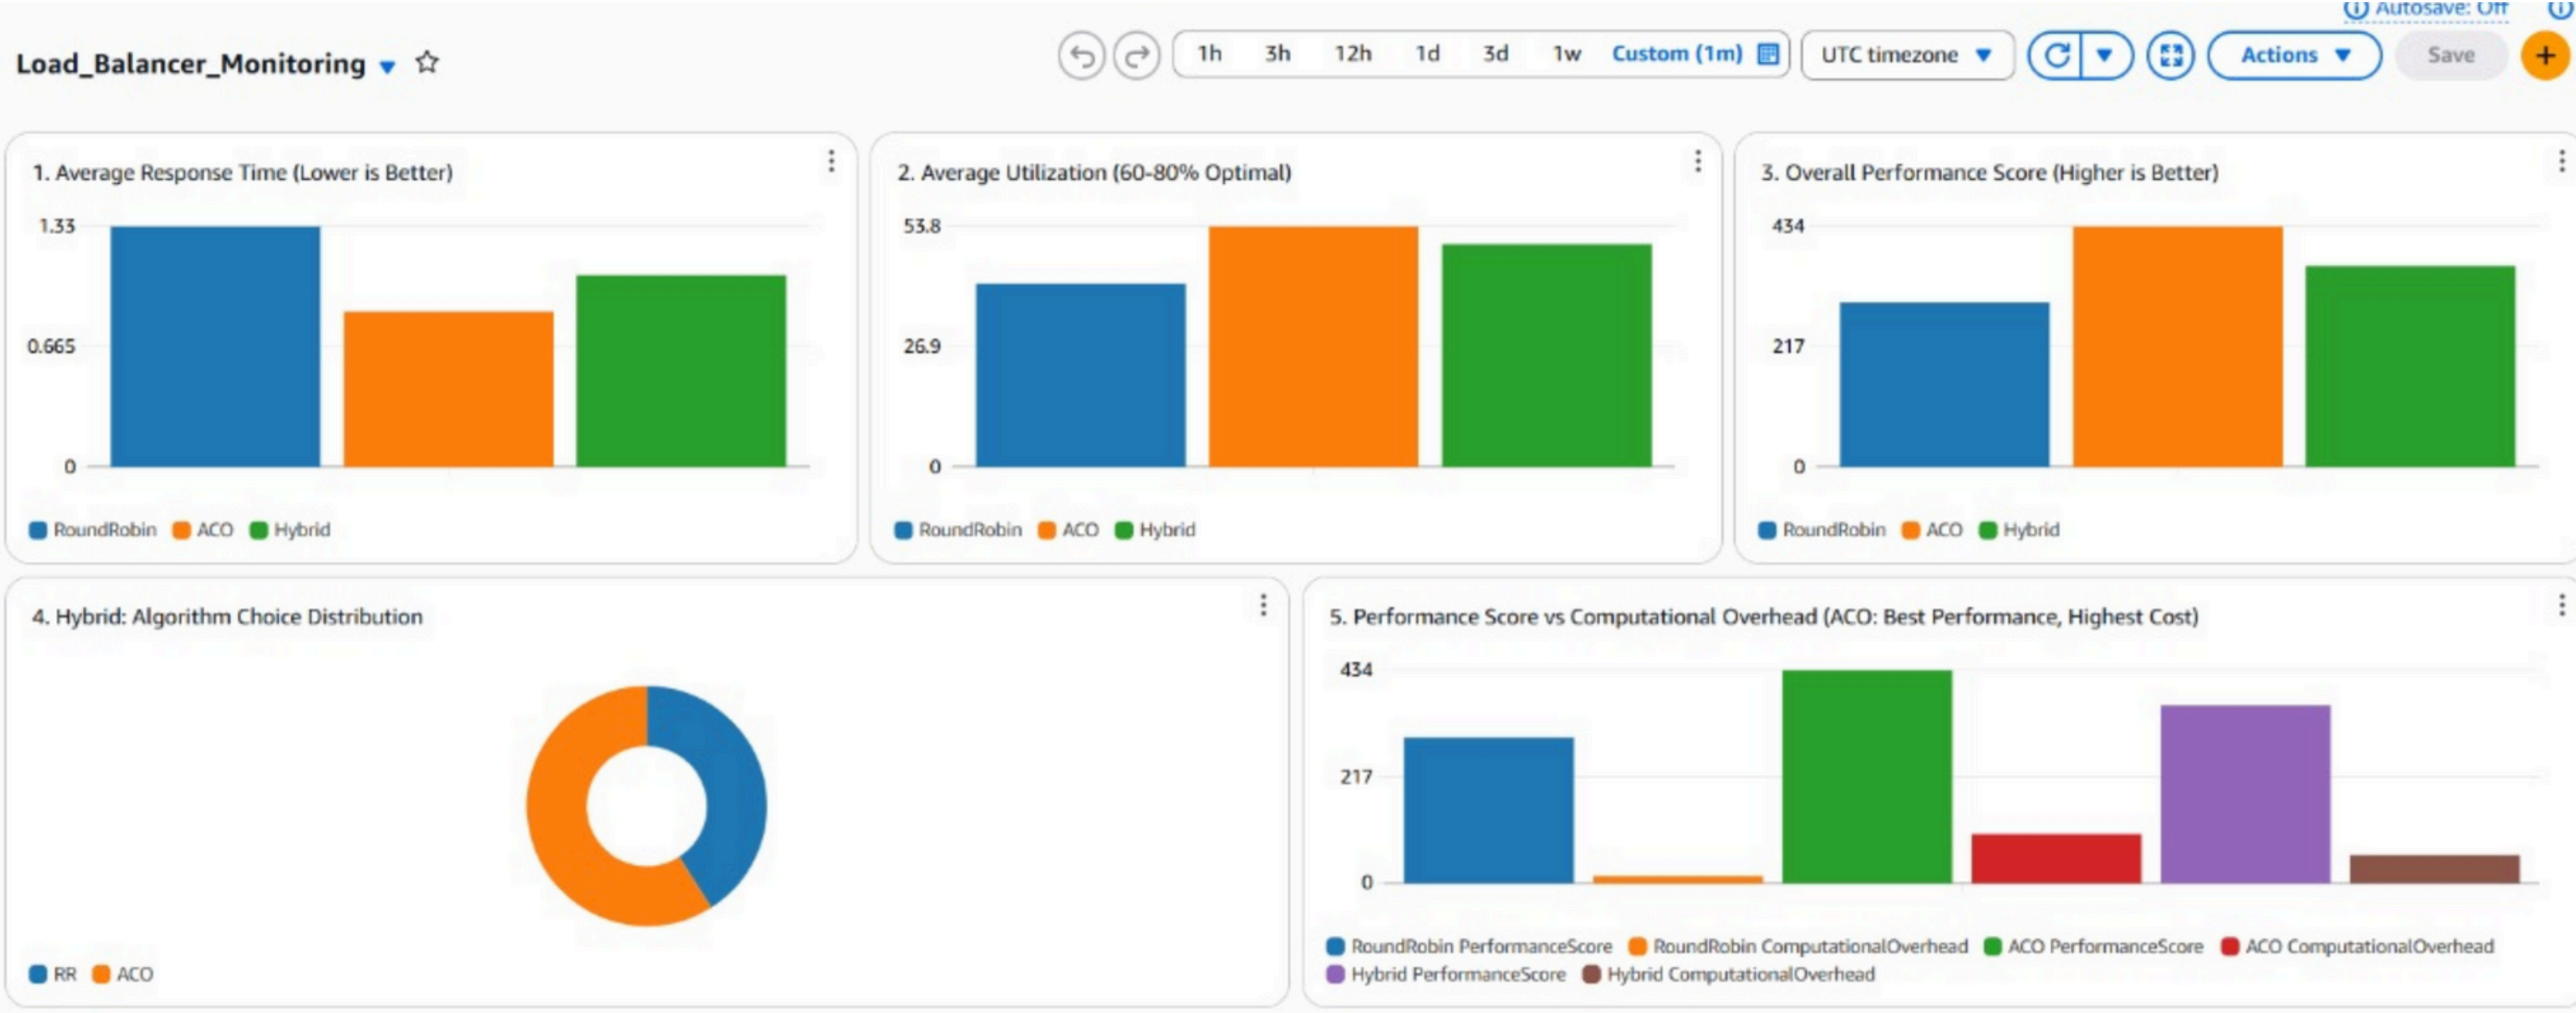 Autosave: Off
Load_Balancer_Monitoring
1h 3h 12h 1d 3d 1w Custom (1m) UTC timezone Actions Save +
1. Average Response Time (Lower is Better)
1.33
0.665
0
RoundRobin ACO Hybrid
2. Average Utilization (60-80% Optimal)
53.8
26.9
0
RoundRobin ACO Hybrid
3. Overall Performance Score (Higher is Better)
434
217
0
RoundRobin ACO Hybrid
4. Hybrid: Algorithm Choice Distribution
RR ACO
5. Performance Score vs Computational Overhead (ACO: Best Performance, Highest Cost)
434
217
0
RoundRobin PerformanceScore RoundRobin ComputationalOverhead ACO PerformanceScore ACO ComputationalOverhead
Hybrid PerformanceScore Hybrid ComputationalOverhead